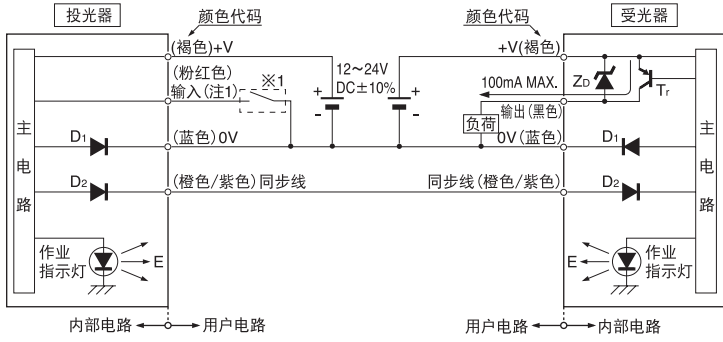 投光器
颜色代码
颜色代码
受光器
(褐色)+V
+V(褐色)
(粉红色)
输入(注1)
※1
12～24V
DC±10%
+
-
+
-
100mA MAX.
ZD
Tr
输出(黑色)
负荷
主电路
主电路
D1
(蓝色)0V
0V(蓝色)
D1
D2
(橙色/紫色)同步线
同步线(橙色/紫色)
D2
作业
指示灯
E
E
作业
指示灯
内部电路
用户电路
用户电路
内部电路